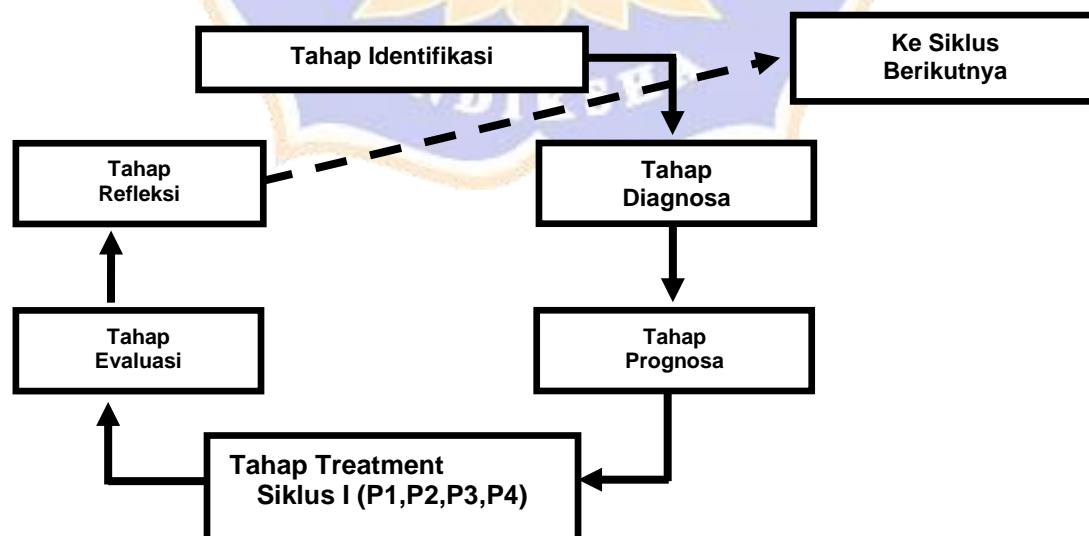 Tahap Identifikasi
Ke Siklus
Berikutnya
NDIKSHA
Tahap
Refleksi
Tahap
Diagnosa
Tahap
Evaluasi
Tahap
Prognosa
Tahap Treatment
Siklus I (P1,P2,P3,P4)